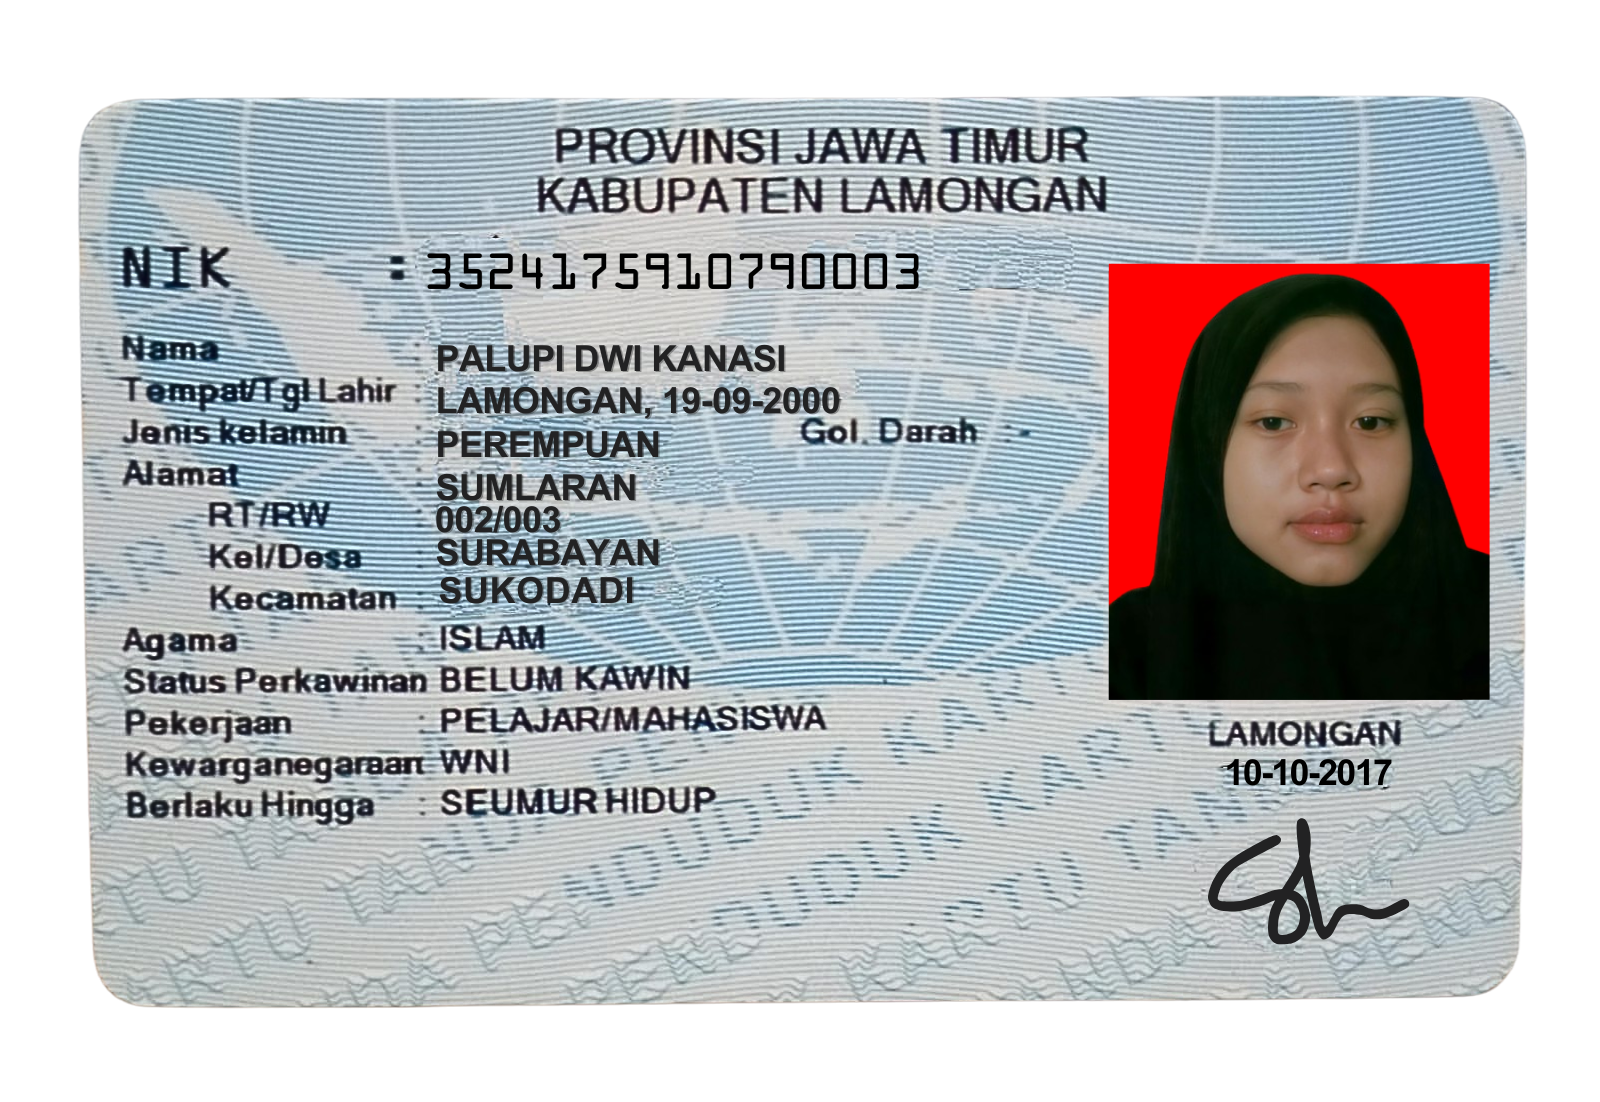 PROVINSI JAWA TIMUR
KABUPATEN LAMONGAN
NIK : 3524175910790003
Nama : PALUPI DWI KANASI
Tempat/Tgl Lahir : LAMONGAN, 19-09-2000
Jenis kelamin : PEREMPUAN Gol. Darah : -
Alamat : SUMLARAN
RT/RW : 002/003
Kel/Desa : SURABAYAN
Kecamatan : SUKODADI
Agama : ISLAM
Status Perkawinan BELUM KAWIN
Pekerjaan : PELAJAR/MAHASISWA
Kewarganegaraan WNI
Berlaku Hingga : SEUMUR HIDUP
LAMONGAN
10-10-2017